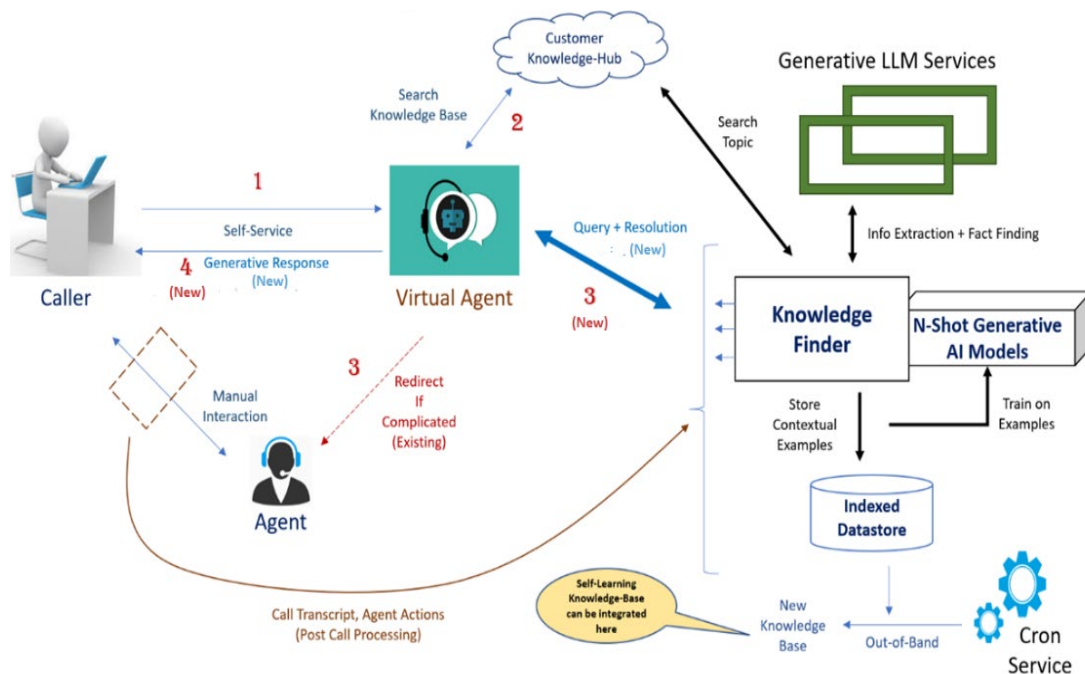 Customer
Knowledge-Hub
Generative LLM Services
Search
Knowledge Base
2
Search
Topic
1
Self-Service
4
(New)
Generative Response
(New)
Caller
Virtual Agent
Query + Resolution
:
(New)
3
(New)
Info Extraction + Fact Finding
Knowledge
Finder
N-Shot Generative
AI Models
3
Redirect
If
Complicated
(Existing)
Manual
Interaction
Agent
Store
Contextual
Examples
Train on
Examples
Indexed
Datastore
Call Transcript, Agent Actions
(Post Call Processing)
Self-Learning
Knowledge-Base
can be integrated
here
New
Knowledge
Base
Out-of-Band
Cron
Service